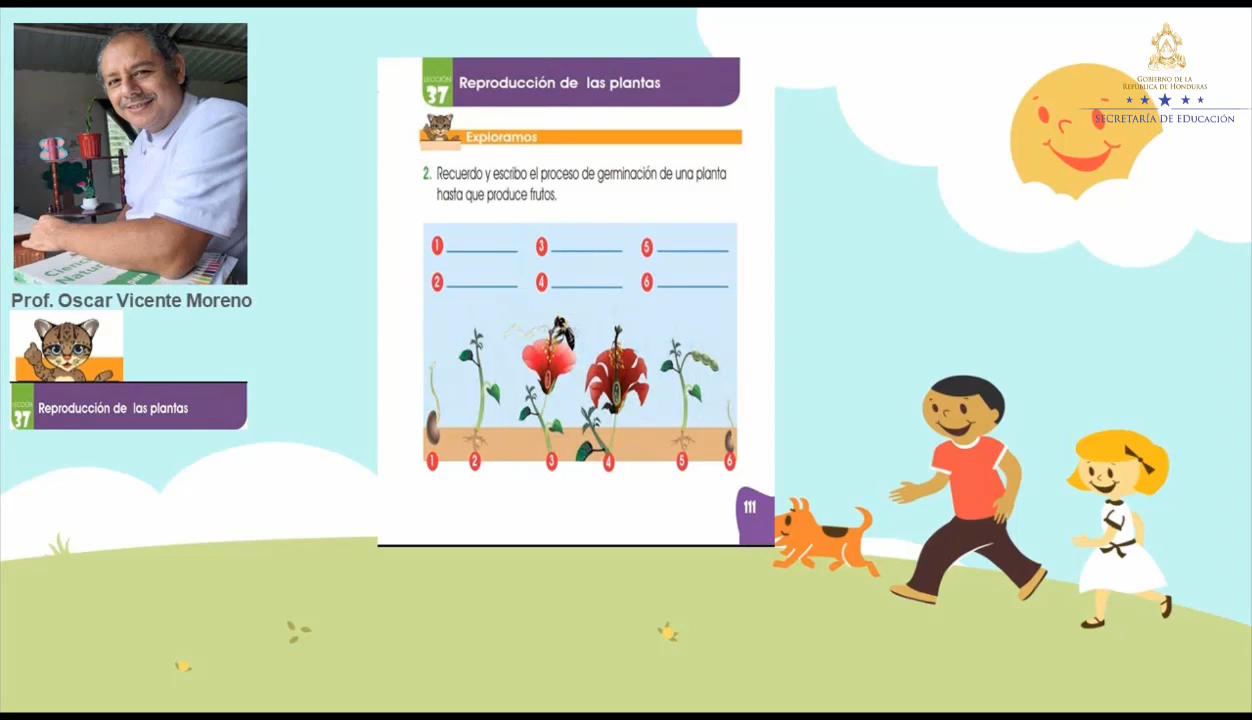 Prof. Oscar Vicente Moreno
LECCIÓN
37
Reproducción de las plantas
LECCIÓN
37
Reproducción de las plantas
Exploramos
2. Recuerdo y escribo el proceso de germinación de una planta
hasta que produce frutos.
1 3 5
2 4 6
1 2 3 4 5 6
111
GOBIERNO DE LA
REPÚBLICA DE HONDURAS
SECRETARÍA DE EDUCACIÓN